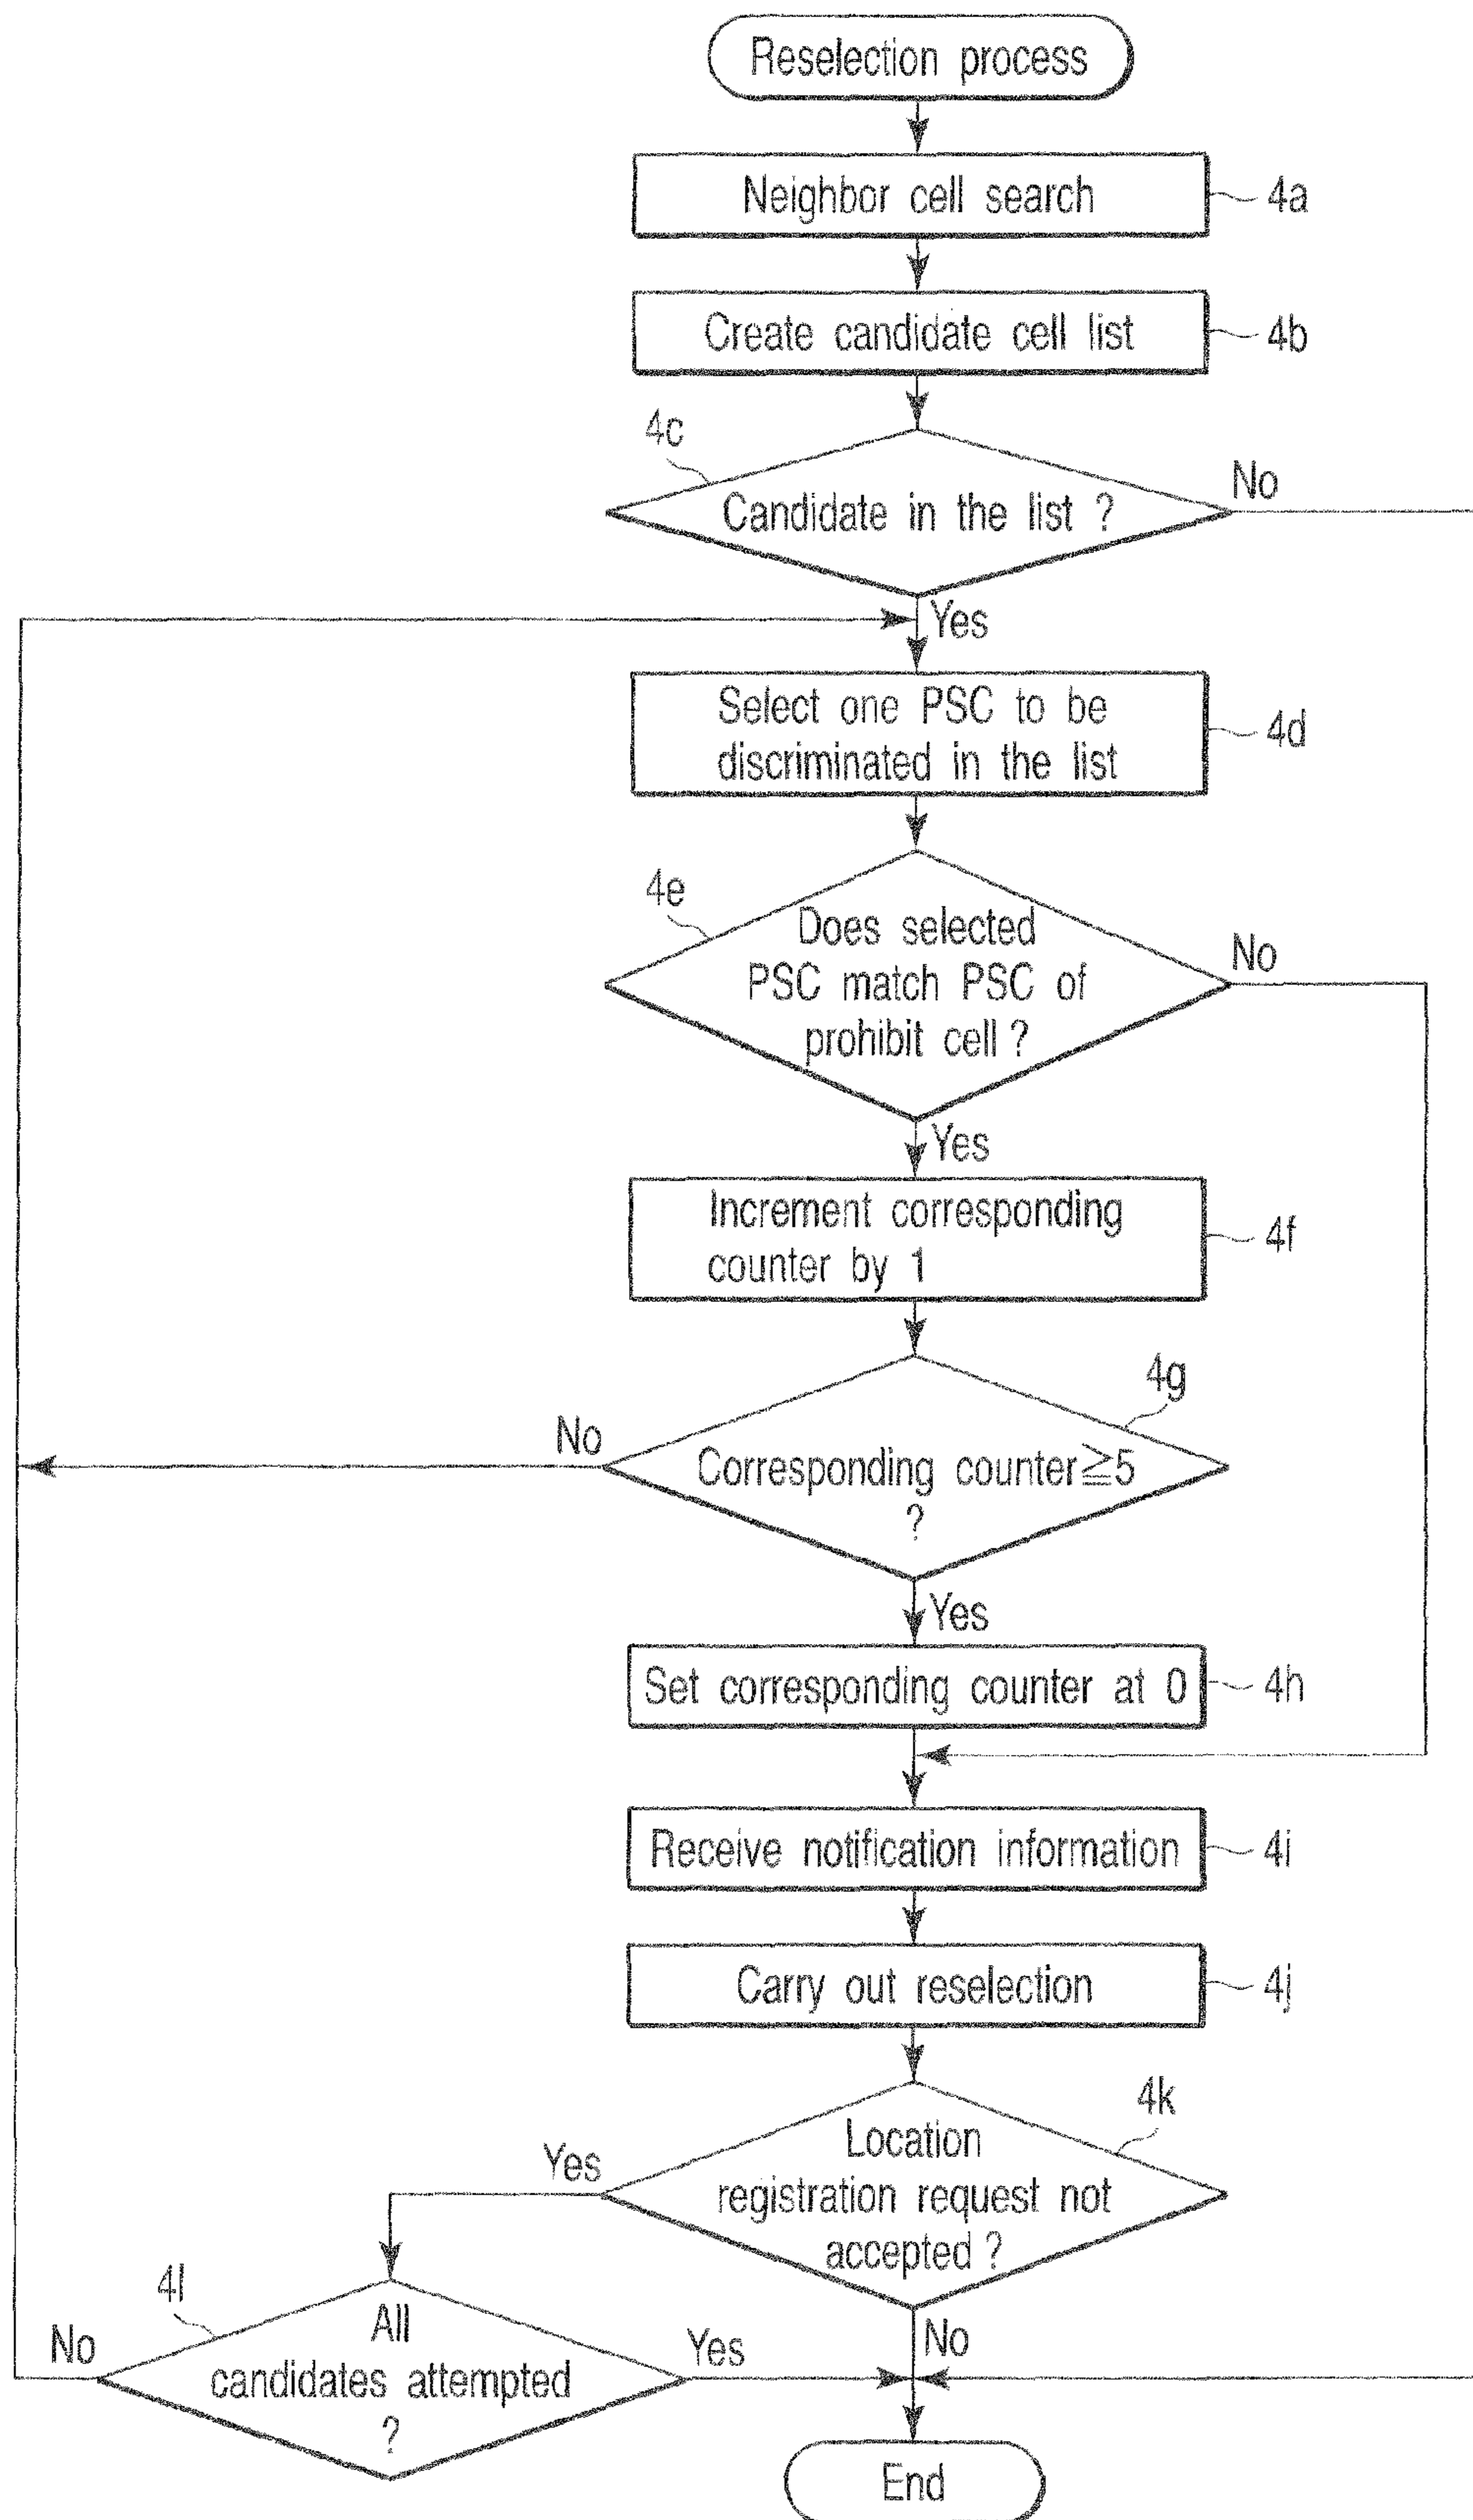 Reselection process
Neighbor cell search
4a
Create candidate cell list
4b
4c
Candidate in the list ?
No
Yes
Select one PSC to be
discriminated in the list
4d
4e
Does selected
PSC match PSC of
prohibit cell ?
No
Yes
Increment corresponding
counter by 1
4f
4g
No
Corresponding counter≧5
?
Yes
Set corresponding counter at 0
4h
Receive notification information
4i
Carry out reselection
4j
4k
Location
registration request not
accepted ?
Yes
No
4l
All
candidates attempted
?
No
Yes
End